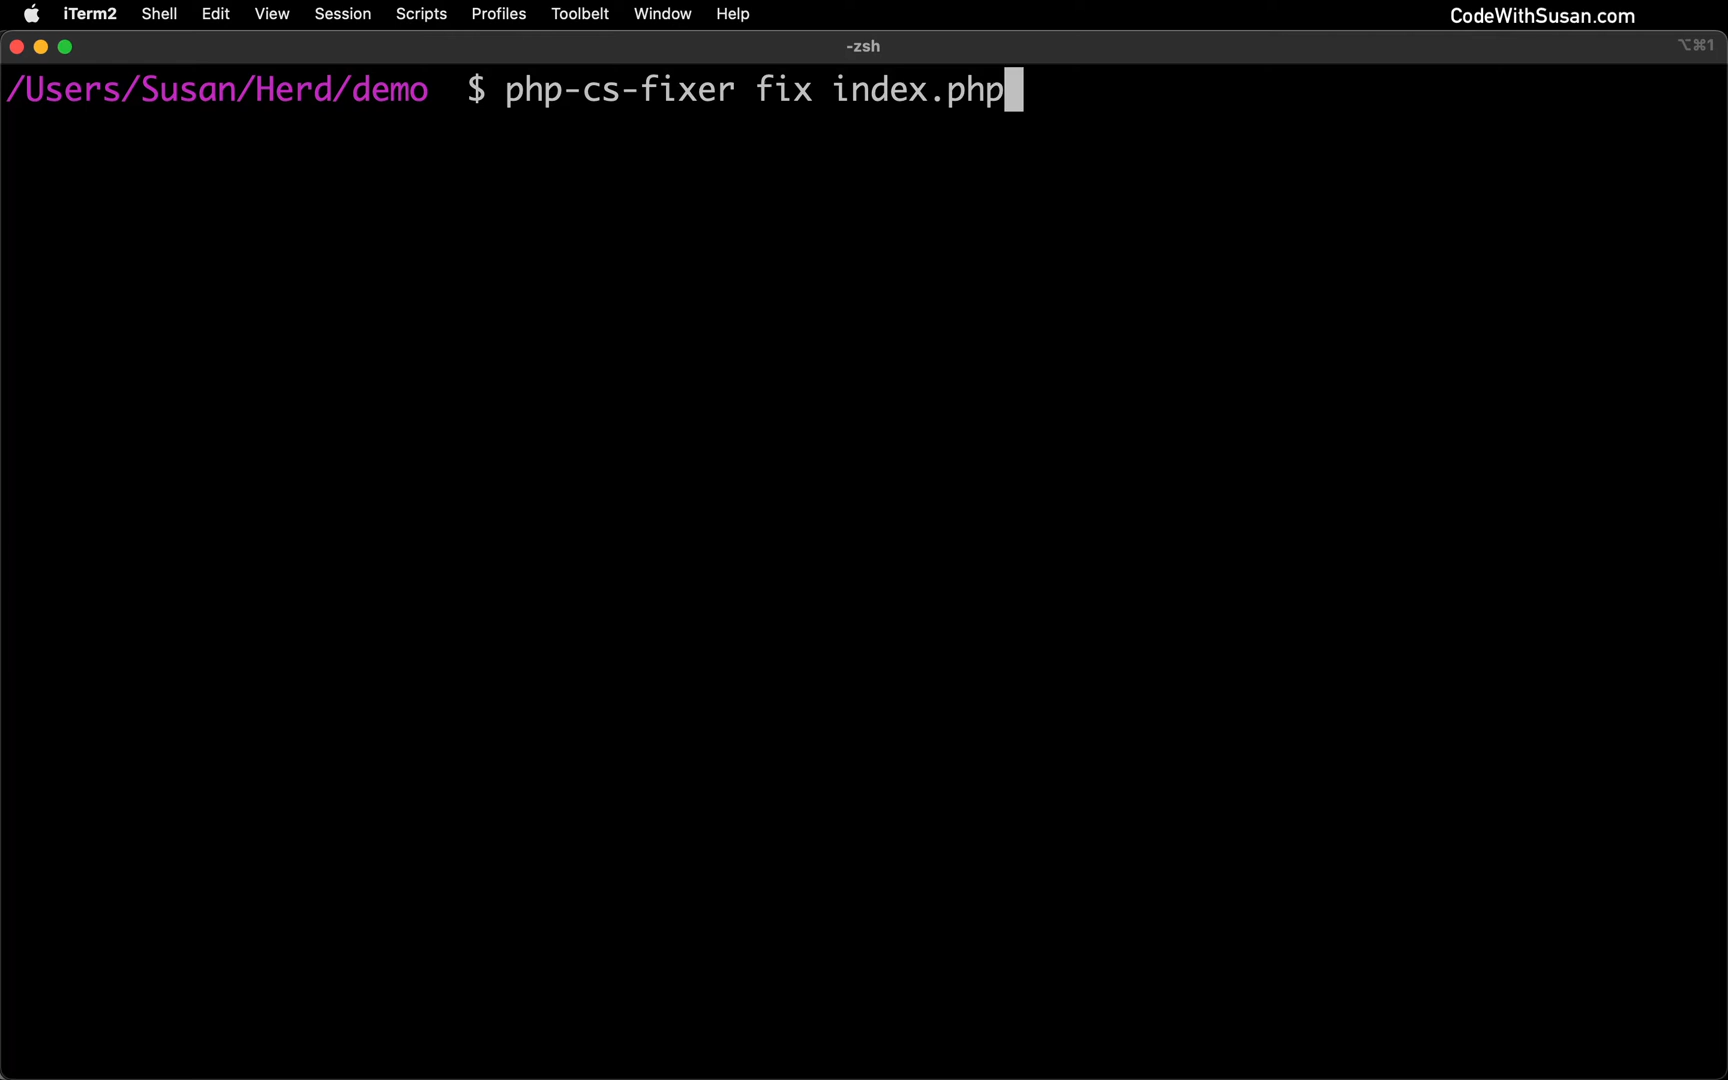 iTerm2 Shell Edit View Session Scripts Profiles Toolbelt Window Help CodeWithSusan.com
-zsh ⌥⌘1
/Users/Susan/Herd/demo $ php-cs-fixer fix index.php